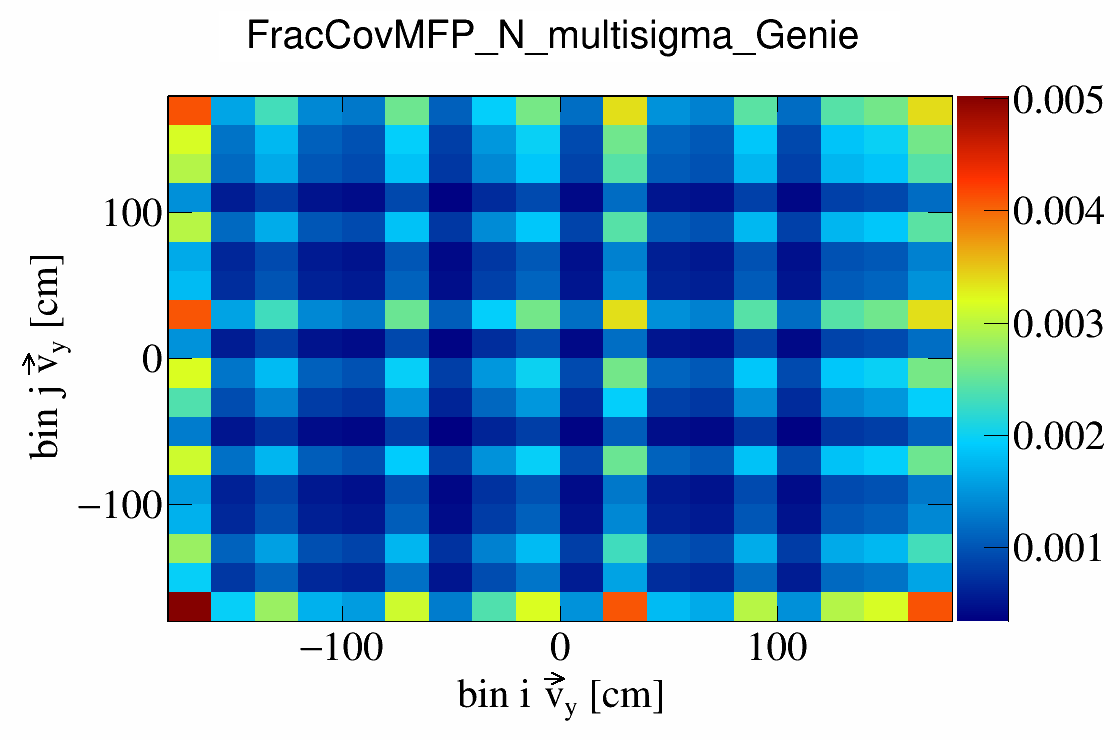 FracCovMFP_N_multisigma_Genie
0.005
0.004
0.003
0.002
0.001
100
0
−100
bin j v⃗y [cm]
−100 0 100
bin i v⃗y [cm]